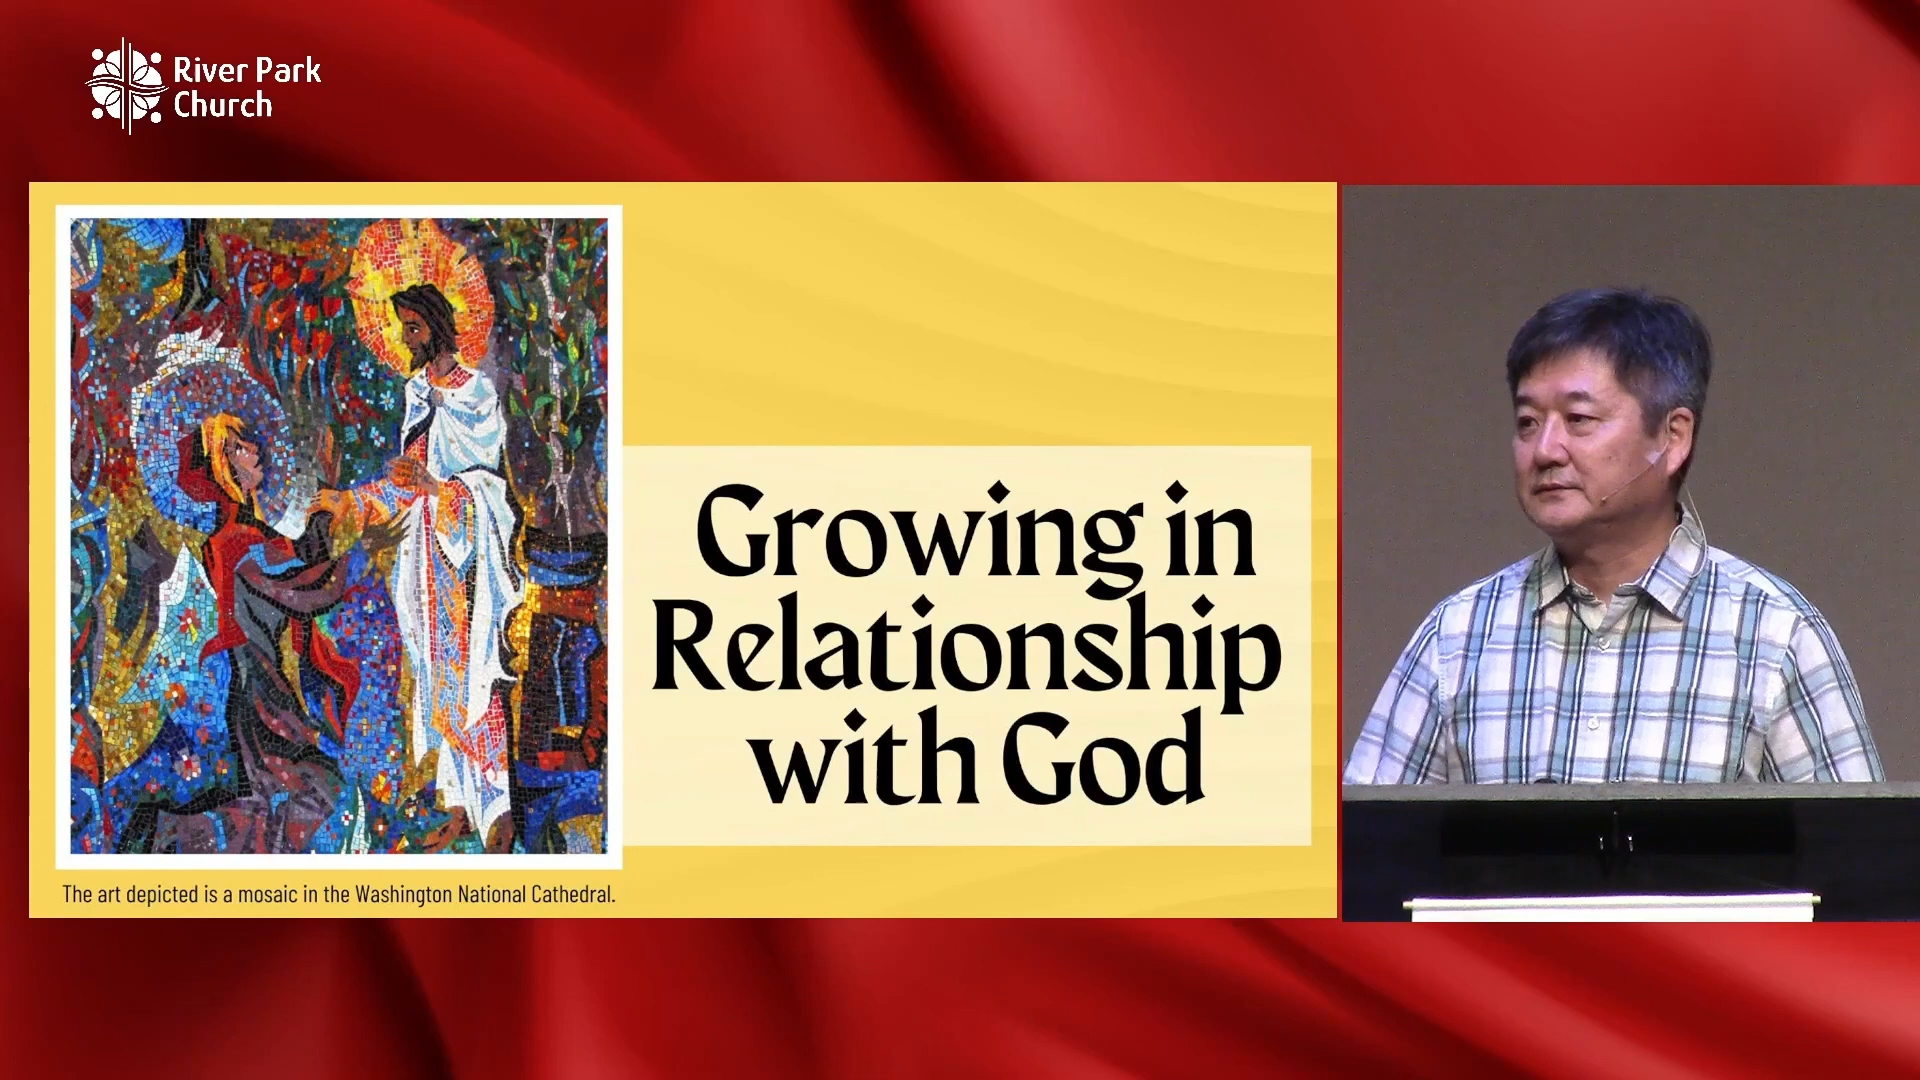 River Park
Church
Growing in
Relationship
with God
The art depicted is a mosaic in the Washington National Cathedral.